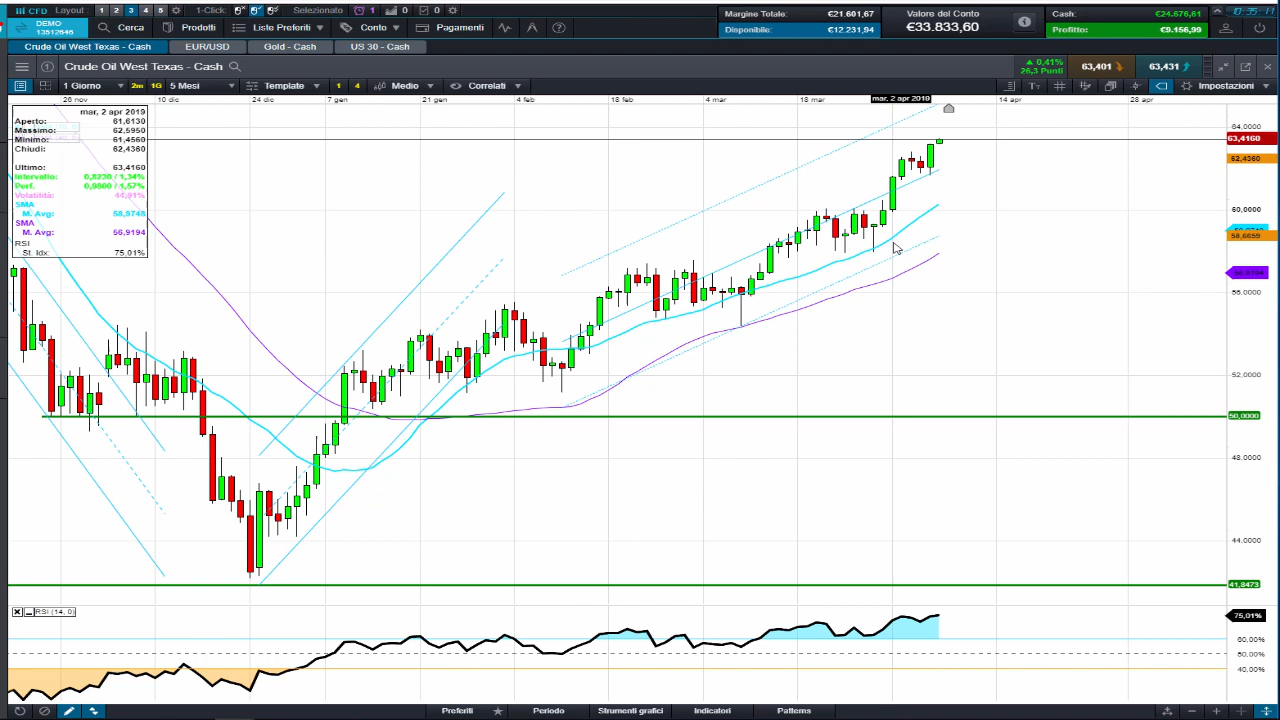 CFD Layout : 1 2 3 4 5 1-Click: Selezionato 1 0 0
DEMO
13512646
Cerca Prodotti Liste Preferiti Conto Pagamenti
Margine Totale: €21.601,67
Disponibile: €12.231,94
Valore del Conto
€33.833,60
Cash: €24.676,61
Profitto: €9.156,99
10:35:11
Crude Oil West Texas - Cash EUR/USD Gold - Cash US 30 - Cash
1 Crude Oil West Texas - Cash
0,41%
26,3 Punti
63,401 63,431
1 Giorno 2m 1G 5 Mesi Template 1 4 Medio Correlati Impostazioni
26 nov 10 dic 24 dic 7 gen 21 gen 4 feb 18 feb 4 mar 18 mar mar, 2 apr 2019 14 apr 28 apr
mar, 2 apr 2019
Aperto: 61,6130
Massimo: 62,5950
Minimo: 61,4560
Chiudi: 62,4360
Ultimo: 63,4160
Intervallo: 0,8230 / 1,34%
Perf. 0,9800 / 1,57%
Volatilità: 44,91%
SMA
M. Avg: 58,9748
SMA
M. Avg: 56,9194
RSI
St. Idx: 75,01%
64,0000
63,4160
62,4360
60,0000
58,6659
56,9194
56,0000
52,0000
50,0000
48,0000
44,0000
41,8473
RSI (14, 0)
75,01%
60,00%
50,00%
40,00%
Preferiti Periodo Strumenti grafici Indicatori Patterns